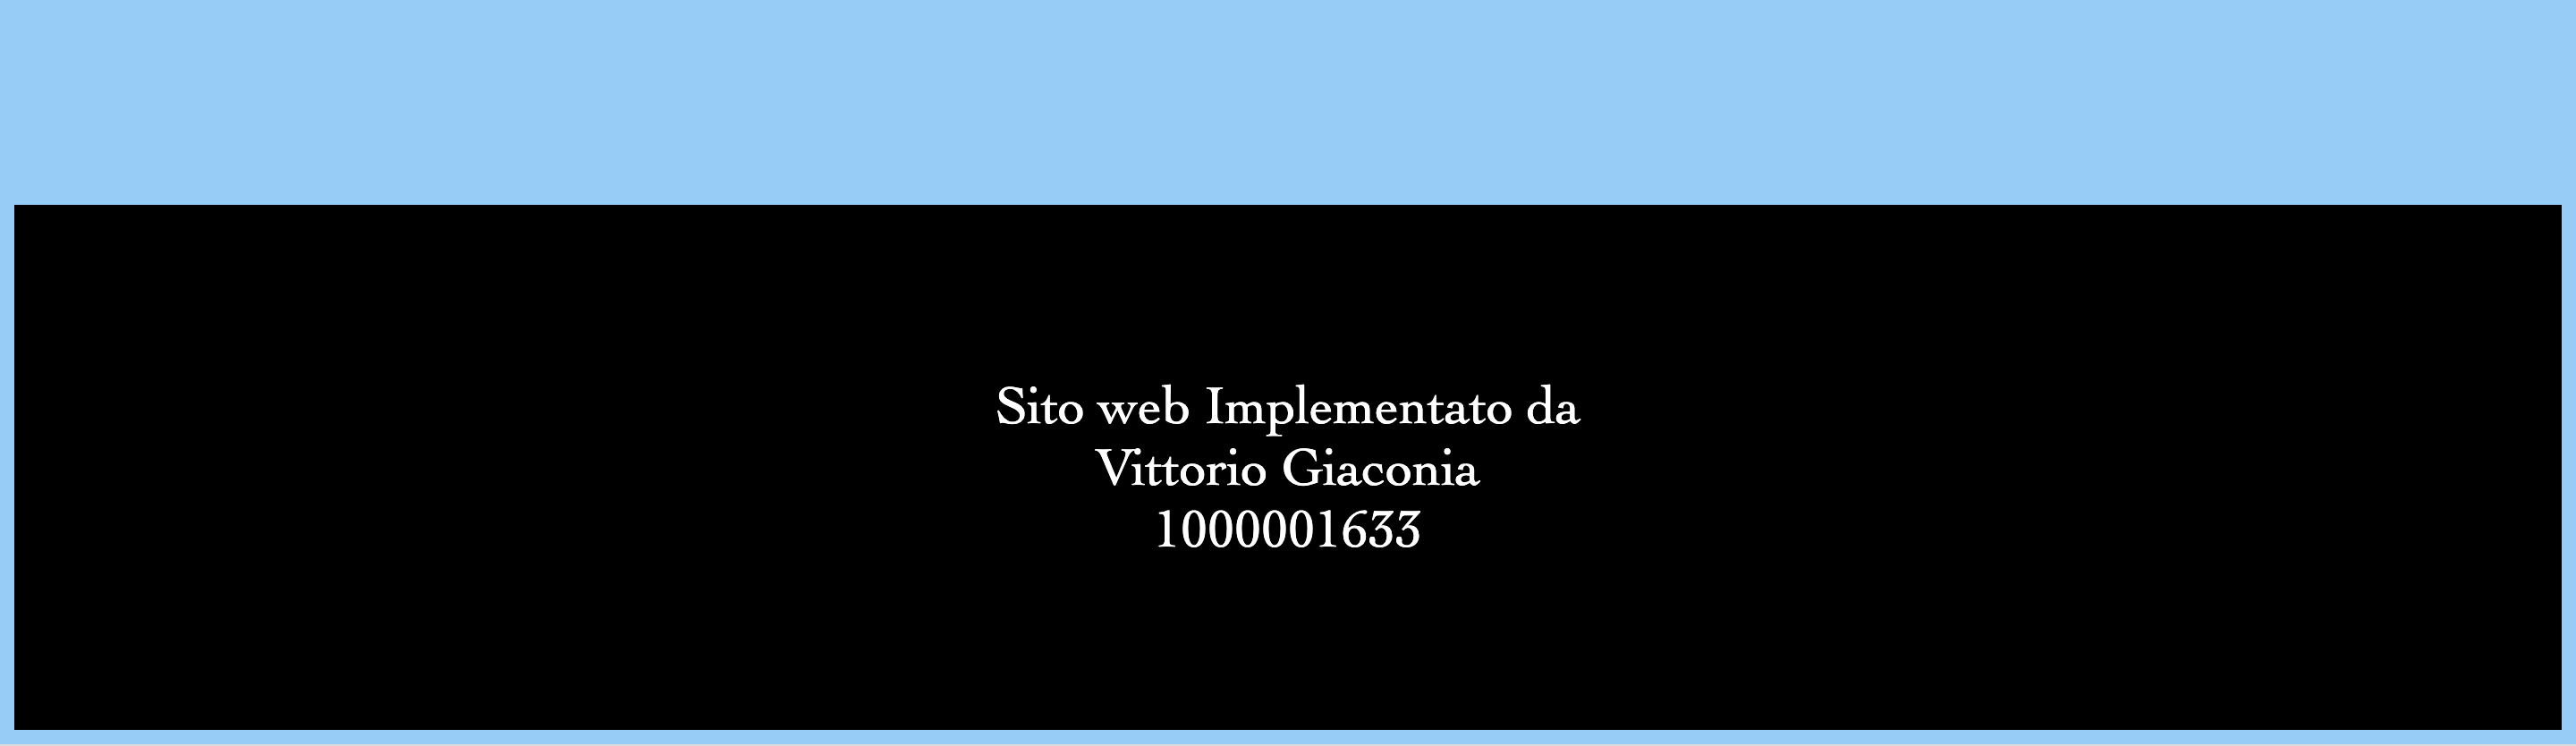 Sito web Implementato da
Vittorio Giaconia
1000001633